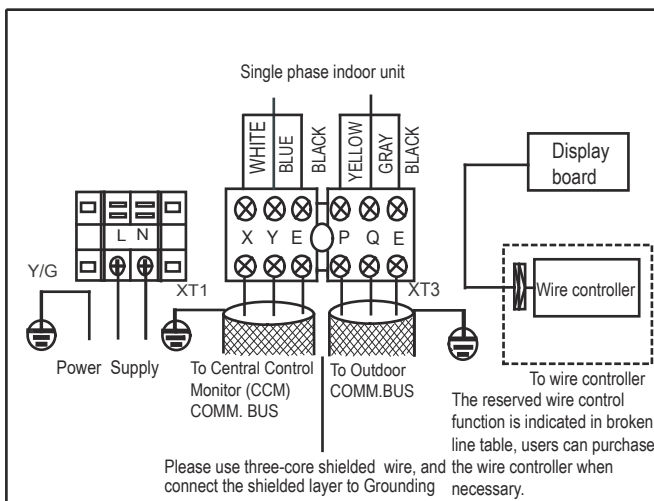 Single phase indoor unit
WHITE
BLUE
BLACK
YELLOW
GRAY
BLACK
Display
board
L N
X Y E P Q E
Y/G
XT1
XT3
Wire controller
Power Supply
To Central Control
Monitor (CCM)
COMM. BUS
To Outdoor
COMM.BUS
To wire controller
The reserved wire control
function is indicated in broken
line table, users can purchase
the wire controller when
necessary.
Please use three-core shielded wire, and
connect the shielded layer to Grounding